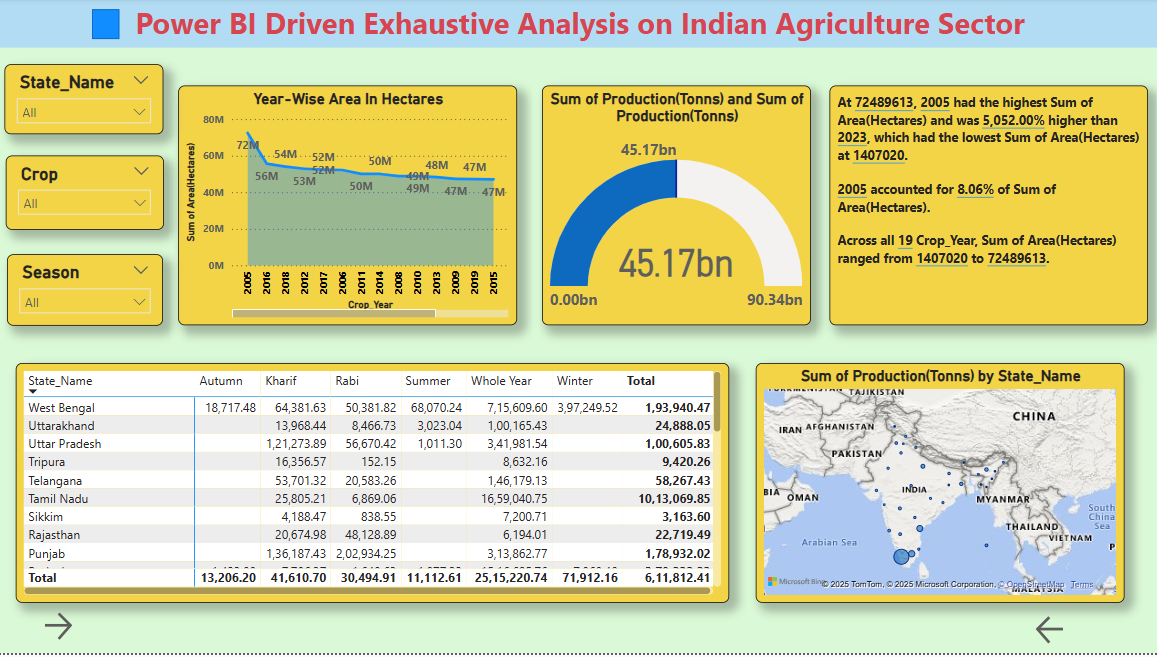 Power BI Driven Exhaustive Analysis on Indian Agriculture Sector
State_Name
All
Crop
All
Season
All
Year-Wise Area In Hectares
Sum of Area(Hectares)
80M
60M
40M
20M
0M
72M
56M
54M
53M
52M
52M
50M
50M
49M
49M
48M
47M
47M
47M
2005
2016
2018
2012
2017
2006
2011
2014
2008
2010
2013
2009
2019
2015
Crop_Year
Sum of Production(Tonns) and Sum of
Production(Tonns)
45.17bn
45.17bn
0.00bn
90.34bn
At 72489613, 2005 had the highest Sum of
Area(Hectares) and was 5,052.00% higher than
2023, which had the lowest Sum of Area(Hectares)
at 1407020.
2005 accounted for 8.06% of Sum of
Area(Hectares).
Across all 19 Crop_Year, Sum of Area(Hectares)
ranged from 1407020 to 72489613.
State_Name Autumn Kharif Rabi Summer Whole Year Winter Total
West Bengal 18,717.48 64,381.63 50,381.82 68,070.24 7,15,609.60 3,97,249.52 1,93,940.47
Uttarakhand 13,968.44 8,466.73 3,023.04 1,00,165.43 24,888.05
Uttar Pradesh 1,21,273.89 56,670.42 1,011.30 3,41,981.54 1,00,605.83
Tripura 16,356.57 152.15 8,632.16 9,420.26
Telangana 53,701.32 20,583.26 1,46,179.13 58,267.43
Tamil Nadu 25,805.21 6,869.06 16,59,040.75 10,13,069.85
Sikkim 4,188.47 838.55 7,200.71 3,163.60
Rajasthan 20,674.98 48,128.89 6,194.01 22,719.49
Punjab 1,36,187.43 2,02,934.25 3,13,862.77 1,78,932.02
Total 13,206.20 41,610.70 30,494.91 11,112.61 25,15,220.74 71,912.16 6,11,812.41
Sum of Production(Tonns) by State_Name
TAJIKISTAN
CHINA
IRAN AFGHANISTAN
PAKISTAN
INDIA
OMAN
MYANMAR
South
China
Sea
THAILAND
VIETNAM
Arabian Sea
Microsoft Bing
© 2025 TomTom, © 2025 Microsoft Corporation, © OpenStreetMap Terms
MALAYSIA